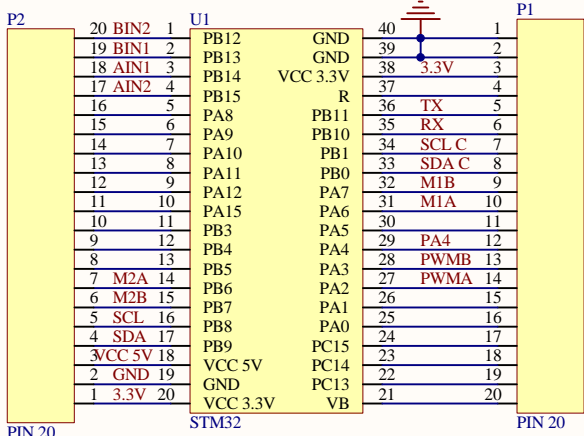 P2 U1 P1
20 BIN2 1 PB12 GND 40 1
19 BIN1 2 PB13 GND 39 2
18 AIN1 3 PB14 VCC 3.3V 38 3.3V 3
17 AIN2 4 PB15 R 37 4
16 5 PA8 PB11 36 TX 5
15 6 PA9 PB10 35 RX 6
14 7 PA10 PB1 34 SCL C 7
13 8 PA11 PB0 33 SDA C 8
12 9 PA12 PA7 32 M1B 9
11 10 PA15 PA6 31 M1A 10
10 11 PB3 PA5 30 11
9 12 PB4 PA4 29 PA4 12
8 13 PB5 PA3 28 PWMB 13
7 M2A 14 PB6 PA2 27 PWMA 14
6 M2B 15 PB7 PA1 26 15
5 SCL 16 PB8 PA0 25 16
4 SDA 17 PB9 PC15 24 17
3 VCC 5V 18 VCC 5V PC14 23 18
2 GND 19 GND PC13 22 19
1 3.3V 20 VCC 3.3V VB 21 20
PIN 20 STM32 PIN 20